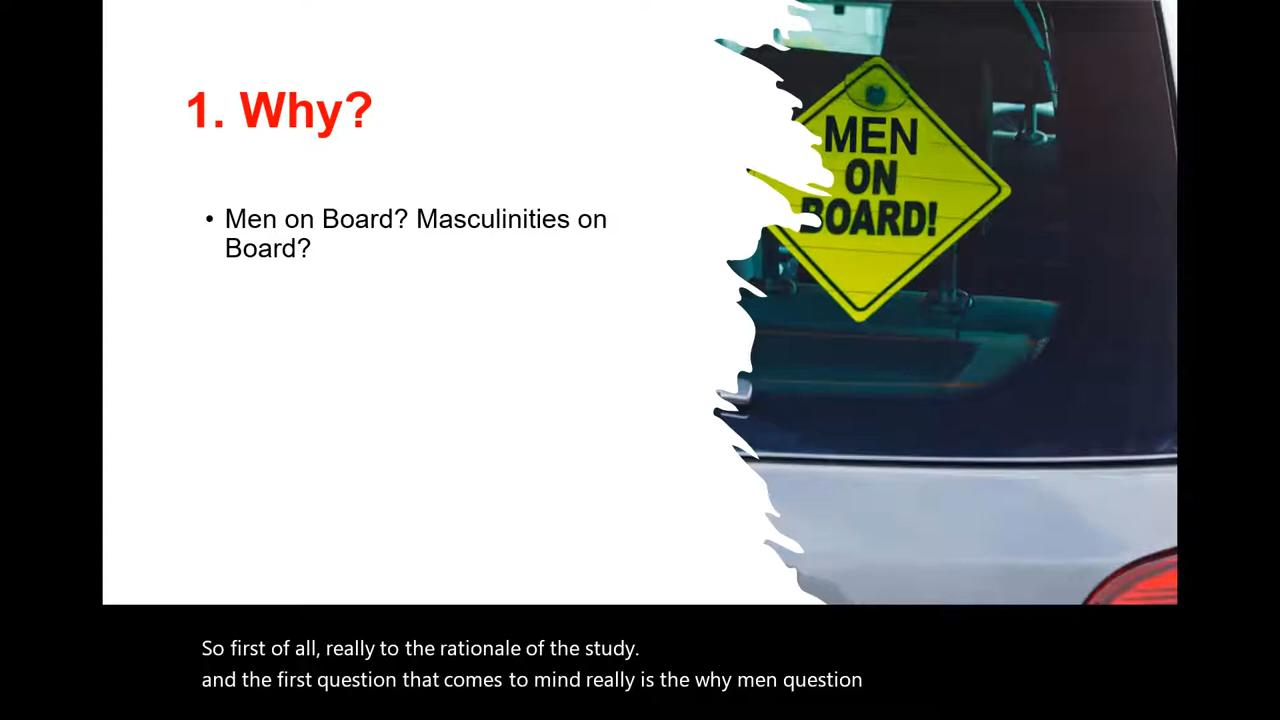 1. Why?
• Men on Board? Masculinities on
Board?
MEN
ON
BOARD!
So first of all, really to the rationale of the study.
and the first question that comes to mind really is the why men question